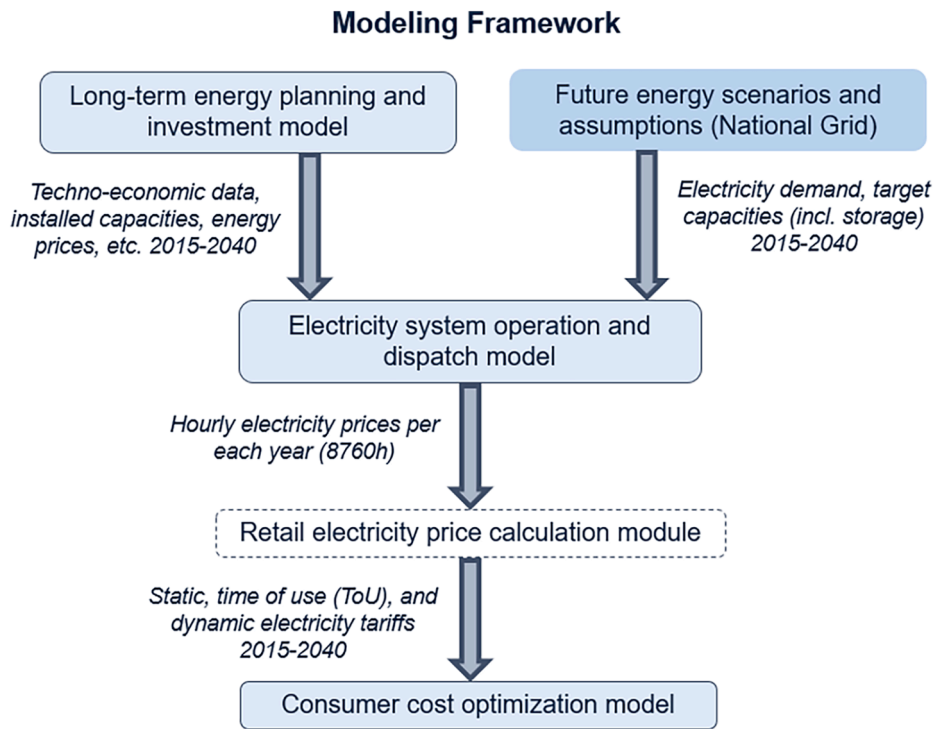 Modeling Framework
Long-term energy planning and
investment model
Future energy scenarios and
assumptions (National Grid)
Techno-economic data,
installed capacities, energy
prices, etc. 2015-2040
Electricity demand, target
capacities (incl. storage)
2015-2040
Electricity system operation and
dispatch model
Hourly electricity prices per
each year (8760h)
Retail electricity price calculation module
Static, time of use (ToU), and
dynamic electricity tariffs
2015-2040
Consumer cost optimization model